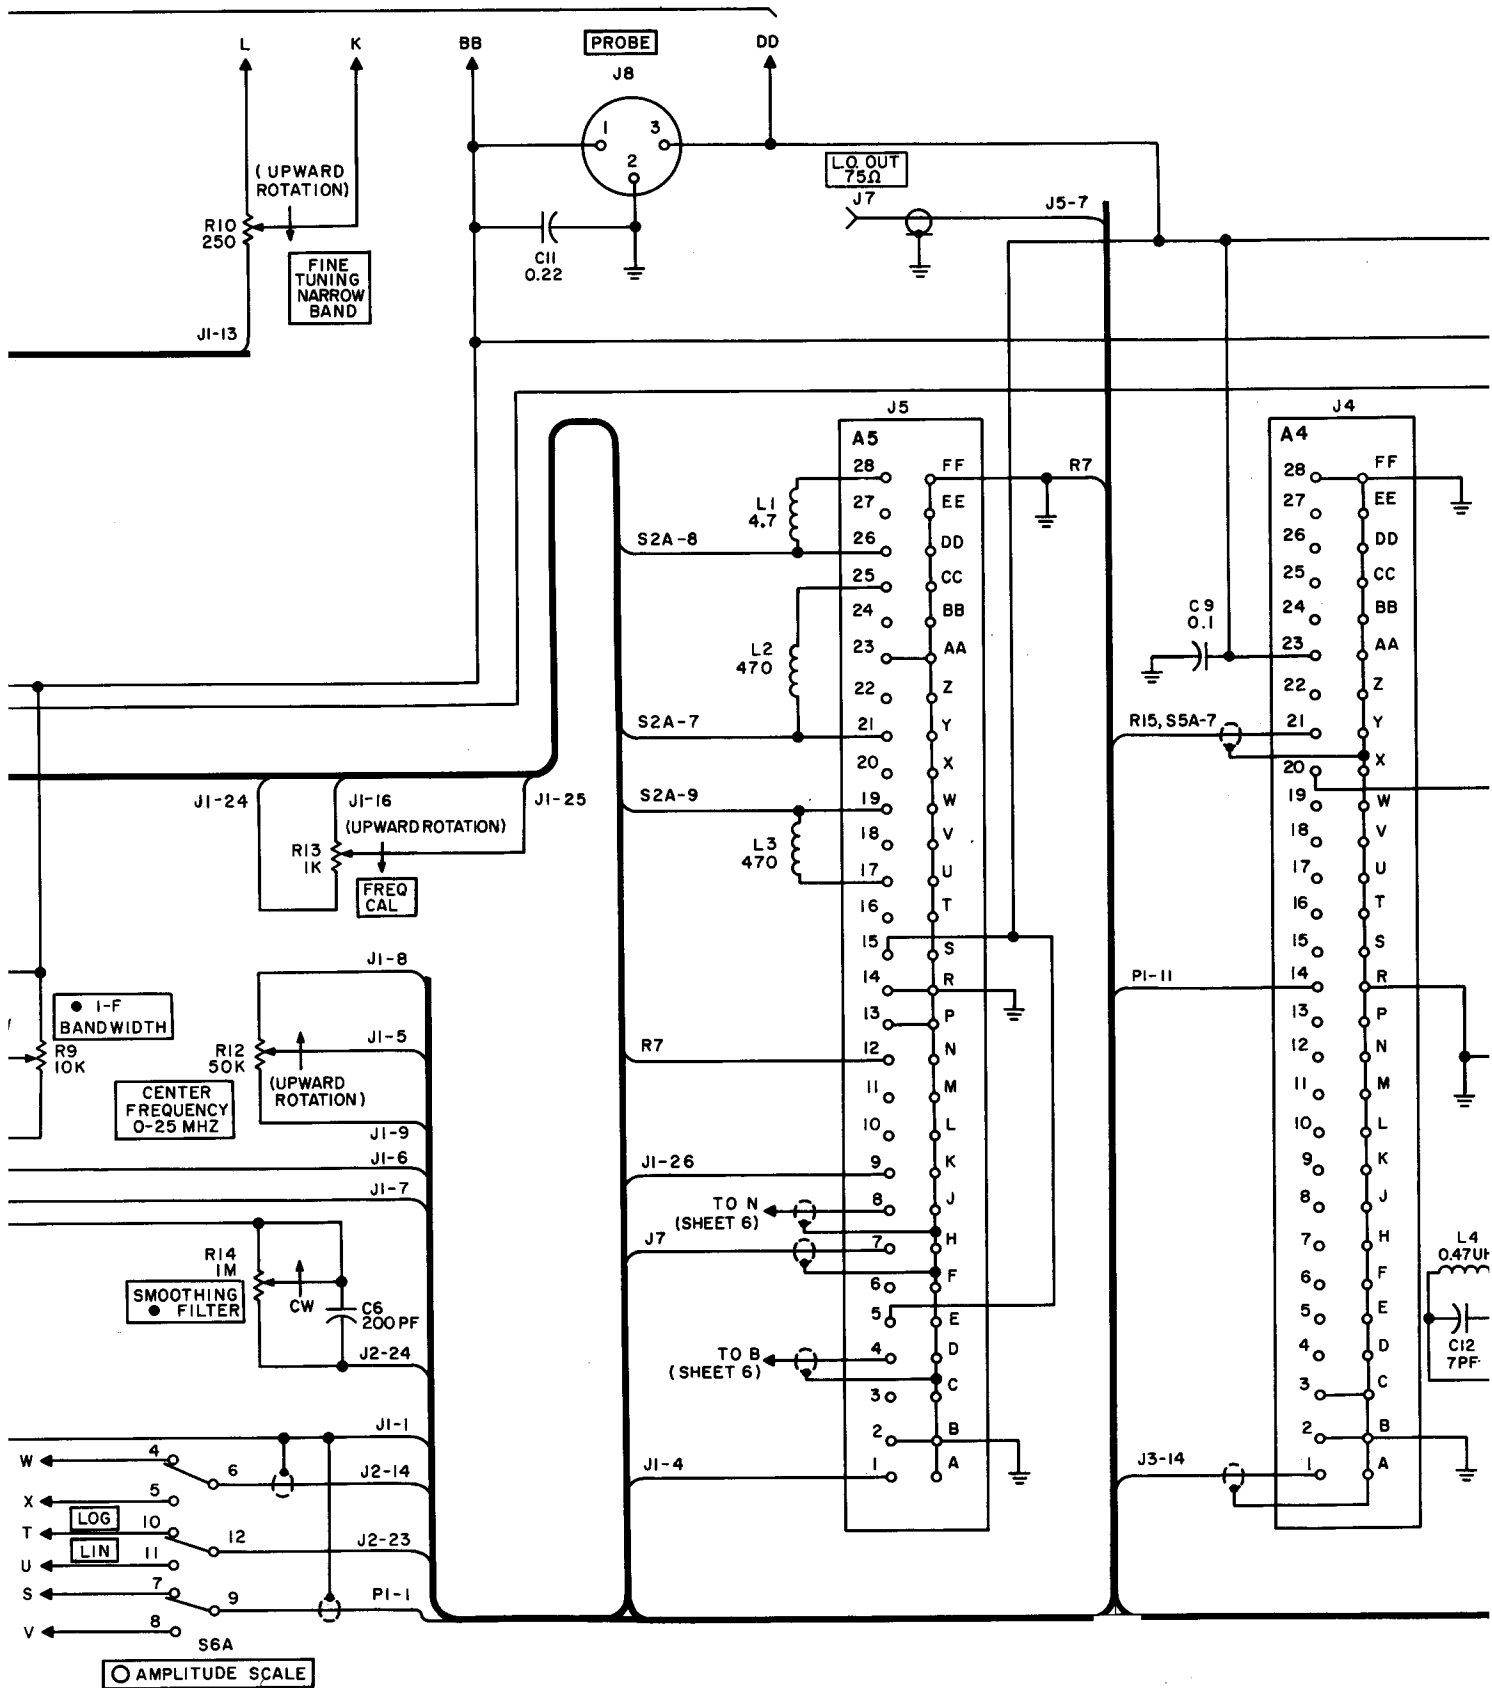 L
K
BB
PROBE
DD
J8
1
3
2
(UPWARD
ROTATION)
R10
250
FINE
TUNING
NARROW
BAND
J1-13
C11
0.22
L.O. OUT
75Ω
J7
J5-7
J5
A5
28
27
26
25
24
23
22
21
20
19
18
17
16
15
14
13
12
11
10
9
8
7
6
5
4
3
2
1
FF
EE
DD
CC
BB
AA
Z
Y
X
W
V
U
T
S
R
P
N
M
L
K
J
H
F
E
D
C
B
A
L1
4.7
L2
470
L3
470
S2A-8
S2A-7
S2A-9
R7
R7
J1-26
TO N
(SHEET 6)
J7
TO B
(SHEET 6)
J1-4
J4
A4
28
27
26
25
24
23
22
21
20
19
18
17
16
15
14
13
12
11
10
9
8
7
6
5
4
3
2
1
FF
EE
DD
CC
BB
AA
Z
Y
X
W
V
U
T
S
R
P
N
M
L
K
J
H
F
E
D
C
B
A
C9
0.1
R15, S5A-7
P1-11
J3-14
L4
0.47UH
C12
7PF
J1-24
J1-16
J1-25
(UPWARD ROTATION)
R13
1K
FREQ
CAL
J1-8
● I-F
BANDWIDTH
R9
10K
J1-5
R12
50K
(UPWARD
ROTATION)
CENTER
FREQUENCY
0-25 MHZ
J1-9
J1-6
J1-7
R14
1M
SMOOTHING
● FILTER
CW
C6
200 PF
J2-24
J1-1
W
4
6
J2-14
X
5
T
LOG
10
12
J2-23
U
LIN
11
S
7
9
P1-1
V
8
S6A
○ AMPLITUDE SCALE